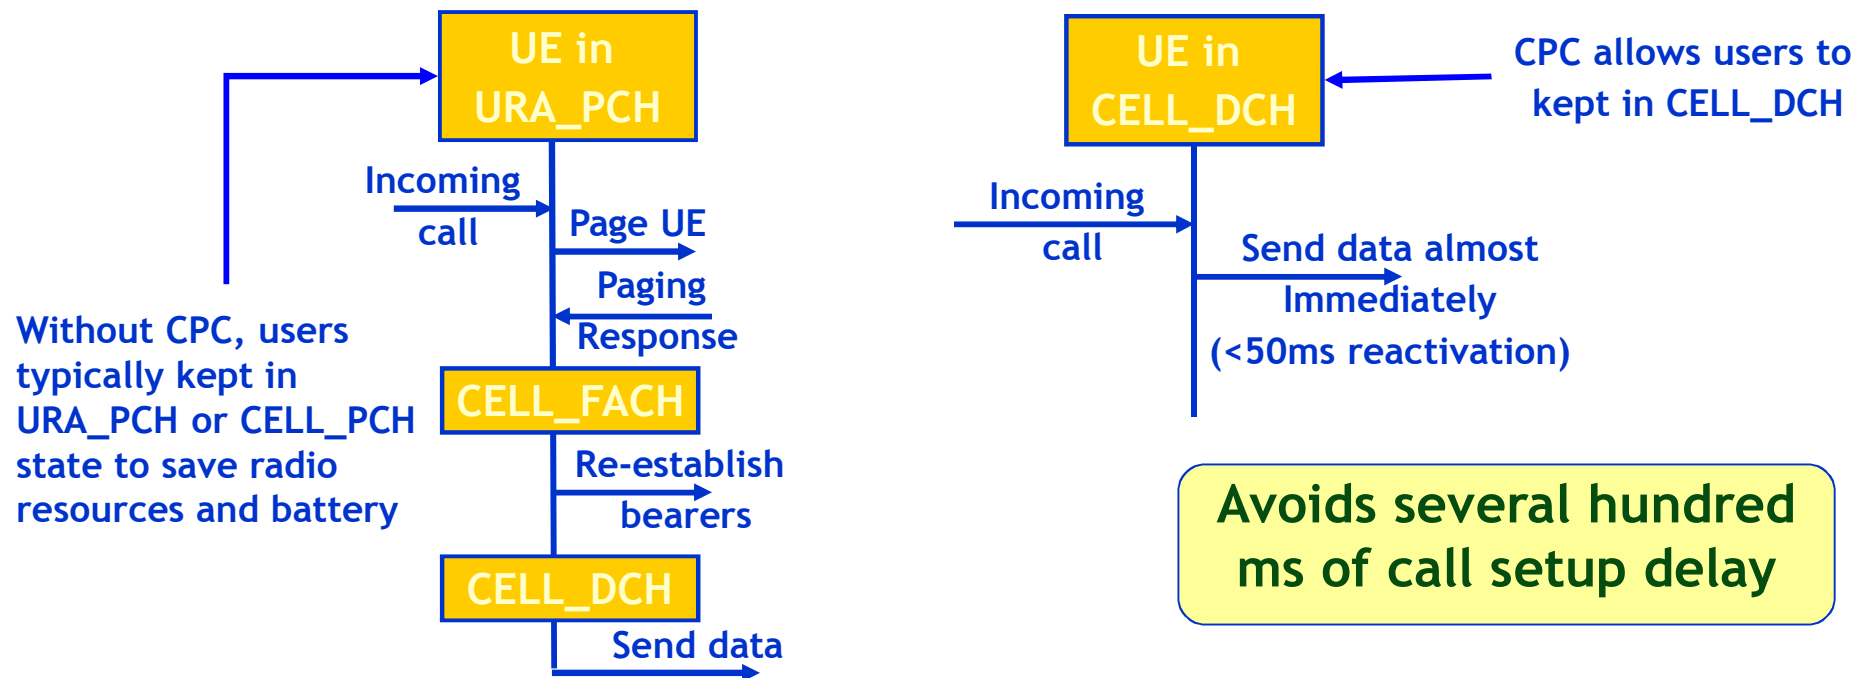 UE in
URA_PCH
Incoming
call
Page UE
Paging
Response
Without CPC, users
typically kept in
URA_PCH or CELL_PCH
state to save radio
resources and battery
CELL_FACH
Re-establish
bearers
CELL_DCH
Send data
UE in
CELL_DCH
CPC allows users to
kept in CELL_DCH
Incoming
call
Send data almost
Immediately
(<50ms reactivation)
Avoids several hundred
ms of call setup delay